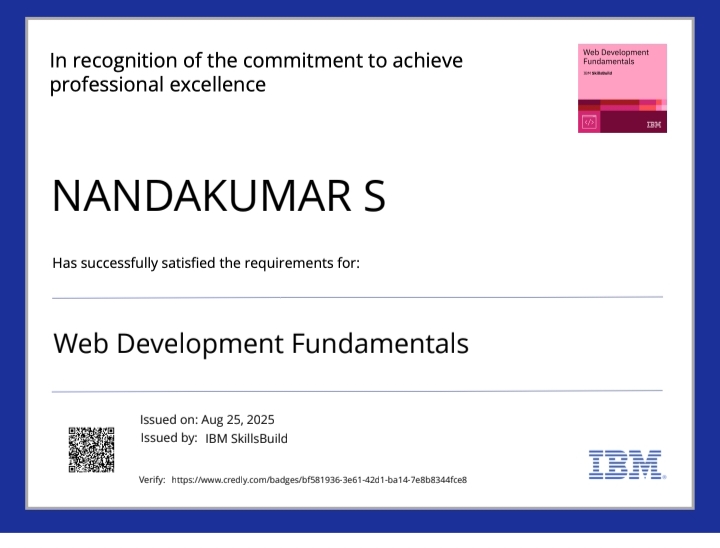 In recognition of the commitment to achieve
professional excellence
Web Development
Fundamentals
IBM SkillsBuild
</>
IBM
NANDAKUMAR S
Has successfully satisfied the requirements for:
Web Development Fundamentals
Issued on: Aug 25, 2025
Issued by: IBM SkillsBuild
Verify: https://www.credly.com/badges/bf581936-3e61-42d1-ba14-7e8b8344fce8
IBM®